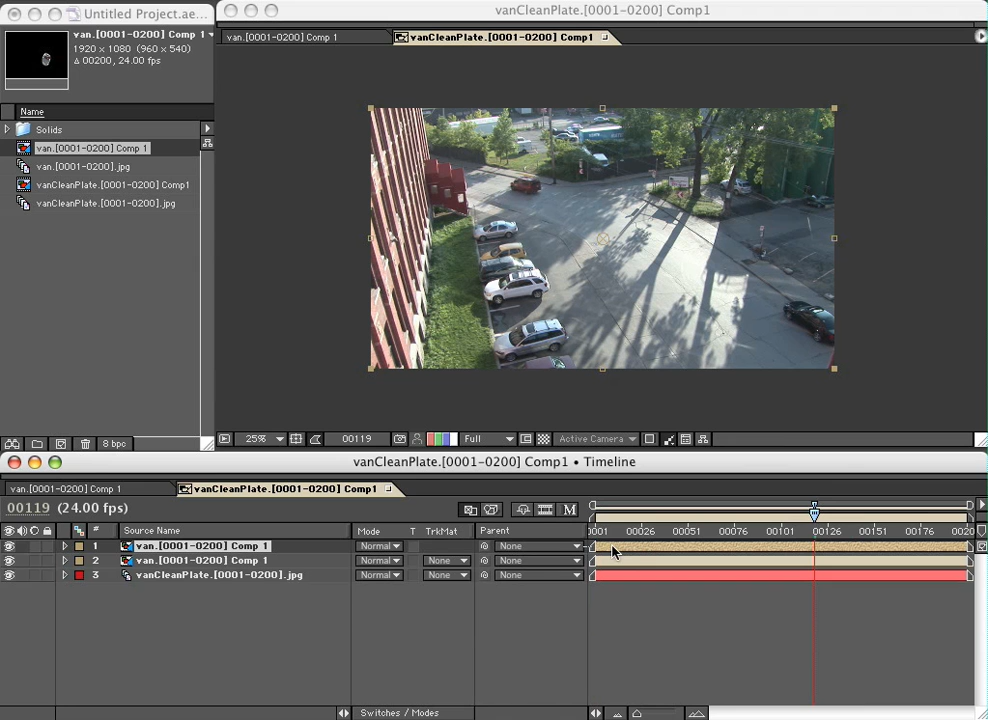 Untitled Project.ae...
vanCleanPlate.[0001-0200] Comp1
van.[0001-0200] Comp 1
1920 x 1080 (960 x 540)
Δ 00200, 24.00 fps
van.[0001-0200] Comp 1
vanCleanPlate.[0001-0200] Comp1
Name
Solids
van.[0001-0200] Comp 1
van.[0001-0200].jpg
vanCleanPlate.[0001-0200] Comp1
vanCleanPlate.[0001-0200].jpg
8 bpc
25%
00119
Full
Active Camera
vanCleanPlate.[0001-0200] Comp1 • Timeline
van.[0001-0200] Comp 1
vanCleanPlate.[0001-0200] Comp1
00119 (24.00 fps)
M
# Source Name Mode T TrkMat Parent
0001 00026 00051 00076 00101 00126 00151 00176 0020
1 van.[0001-0200] Comp 1 Normal None
2 van.[0001-0200] Comp 1 Normal None None
3 vanCleanPlate.[0001-0200].jpg Normal None None
Switches / Modes